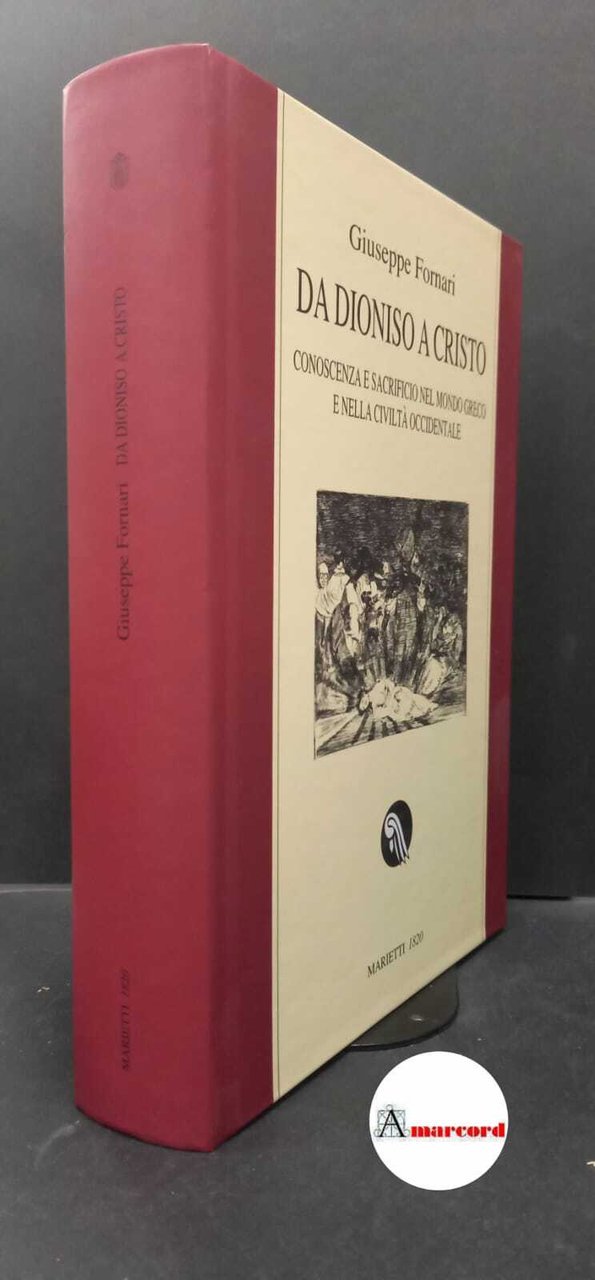 Giuseppe Fornari DA DIONISO A CRISTO
MARIETTI 1820
Giuseppe Fornari
DA DIONISO A CRISTO
CONOSCENZA E SACRIFICIO NEL MONDO GRECO
E NELLA CIVILTÀ OCCIDENTALE
MARIETTI 1820
Amarcord